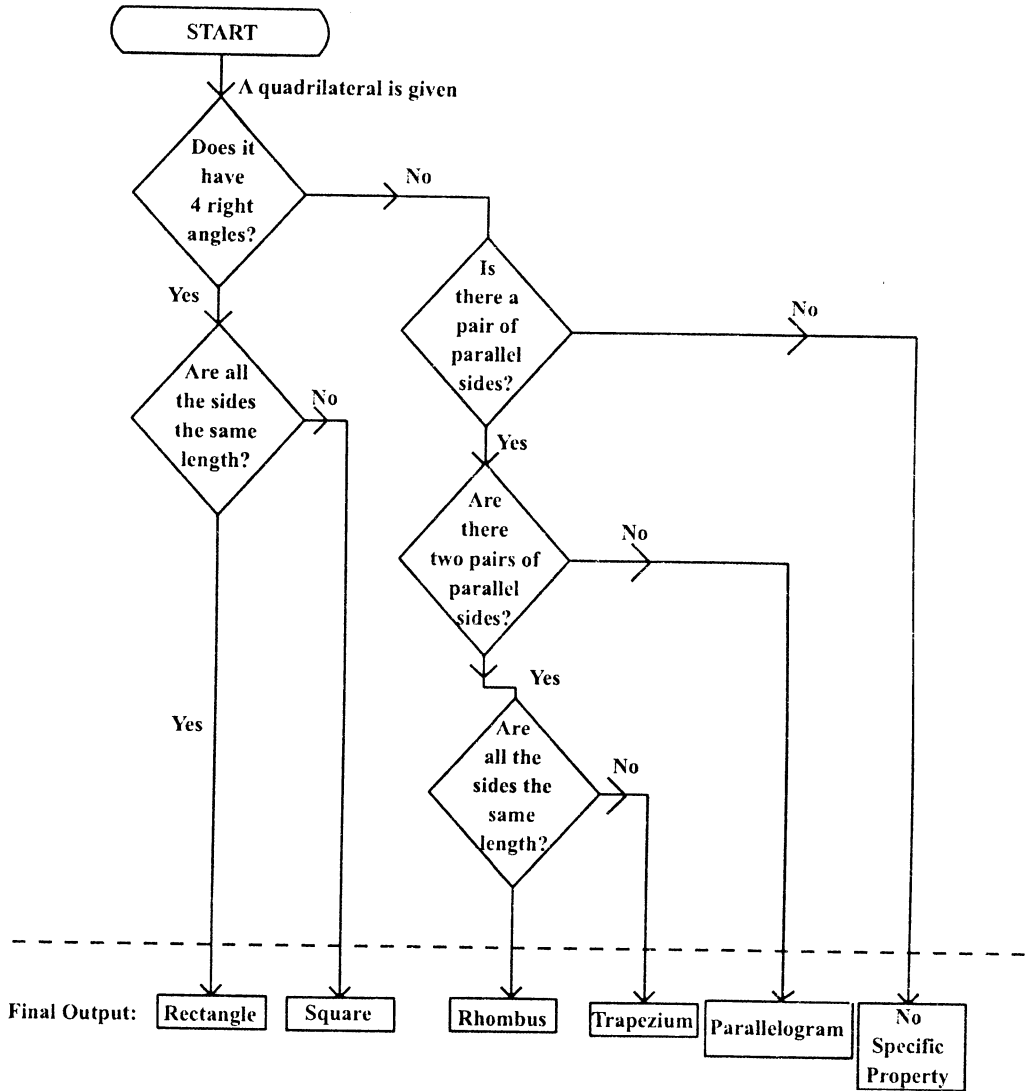 START
A quadrilateral is given
Does it
have
4 right
angles?
No
Yes
Is
there a
pair of
parallel
sides?
No
Are all
the sides
the same
length?
No
Yes
Are
there
two pairs of
parallel
sides?
No
Yes
Yes
Are
all the
sides the
same
length?
No
Final Output:
Rectangle
Square
Rhombus
Trapezium
Parallelogram
No
Specific
Property